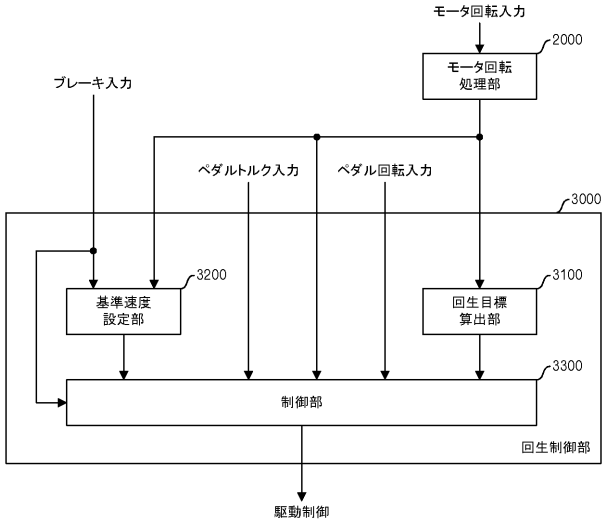 モータ回転入力
2000
モータ回転
処理部
ブレーキ入力
ペダルトルク入力
ペダル回転入力
3000
3200
基準速度
設定部
3100
回生目標
算出部
3300
制御部
回生制御部
駆動制御